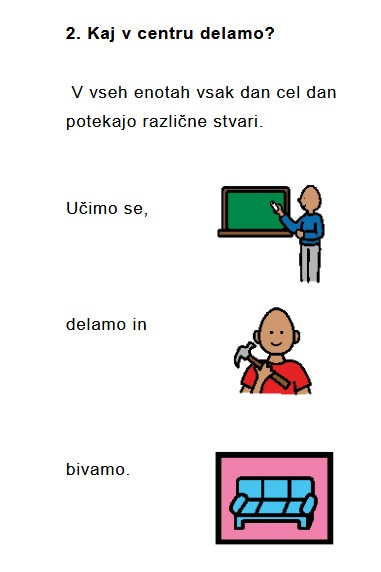 2. Kaj v centru delamo?
V vseh enotah vsak dan cel dan
potekajo različne stvari.
Učimo se,
delamo in
bivamo.